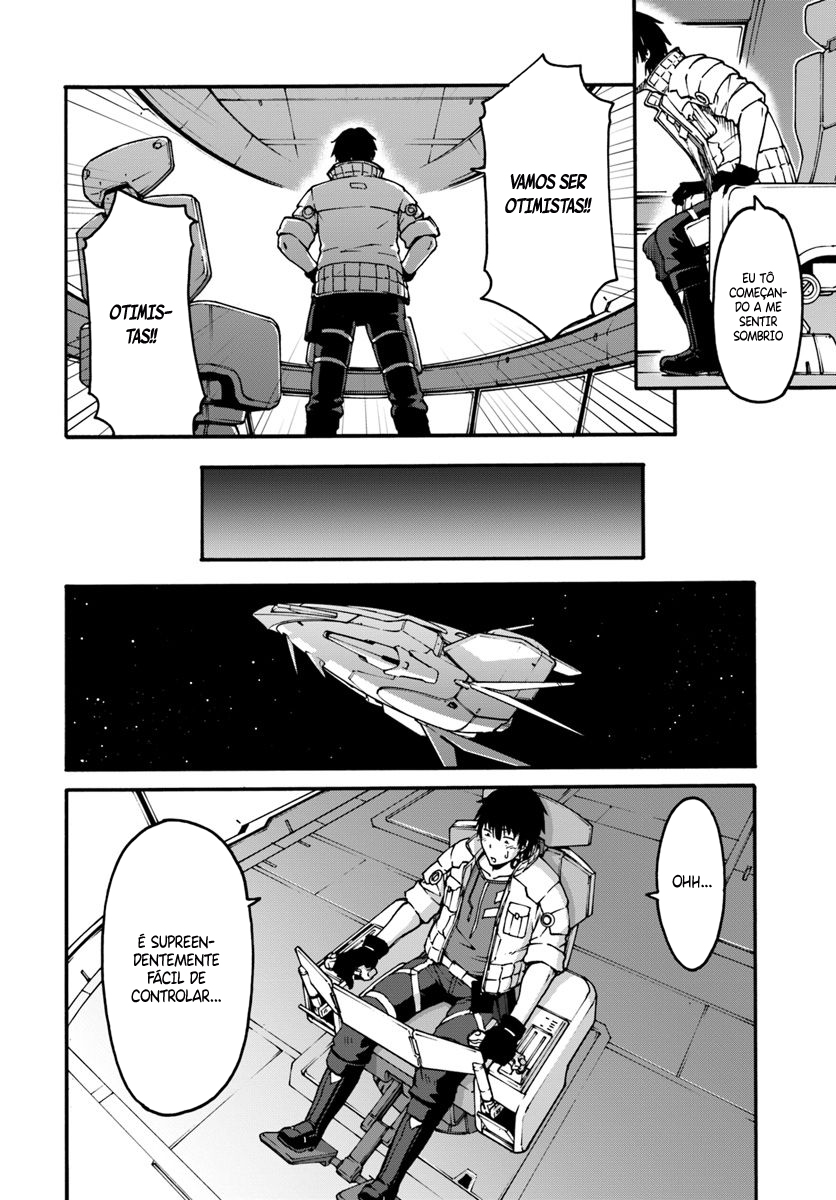 EU TÔ
COMEÇAN-
DO A ME
SENTIR
SOMBRIO
VAMOS SER
OTIMISTAS!!
OTIMIS-
TAS!!
OHH...
É SUPREEN-
DENTEMENTE
FÁCIL DE
CONTROLAR...